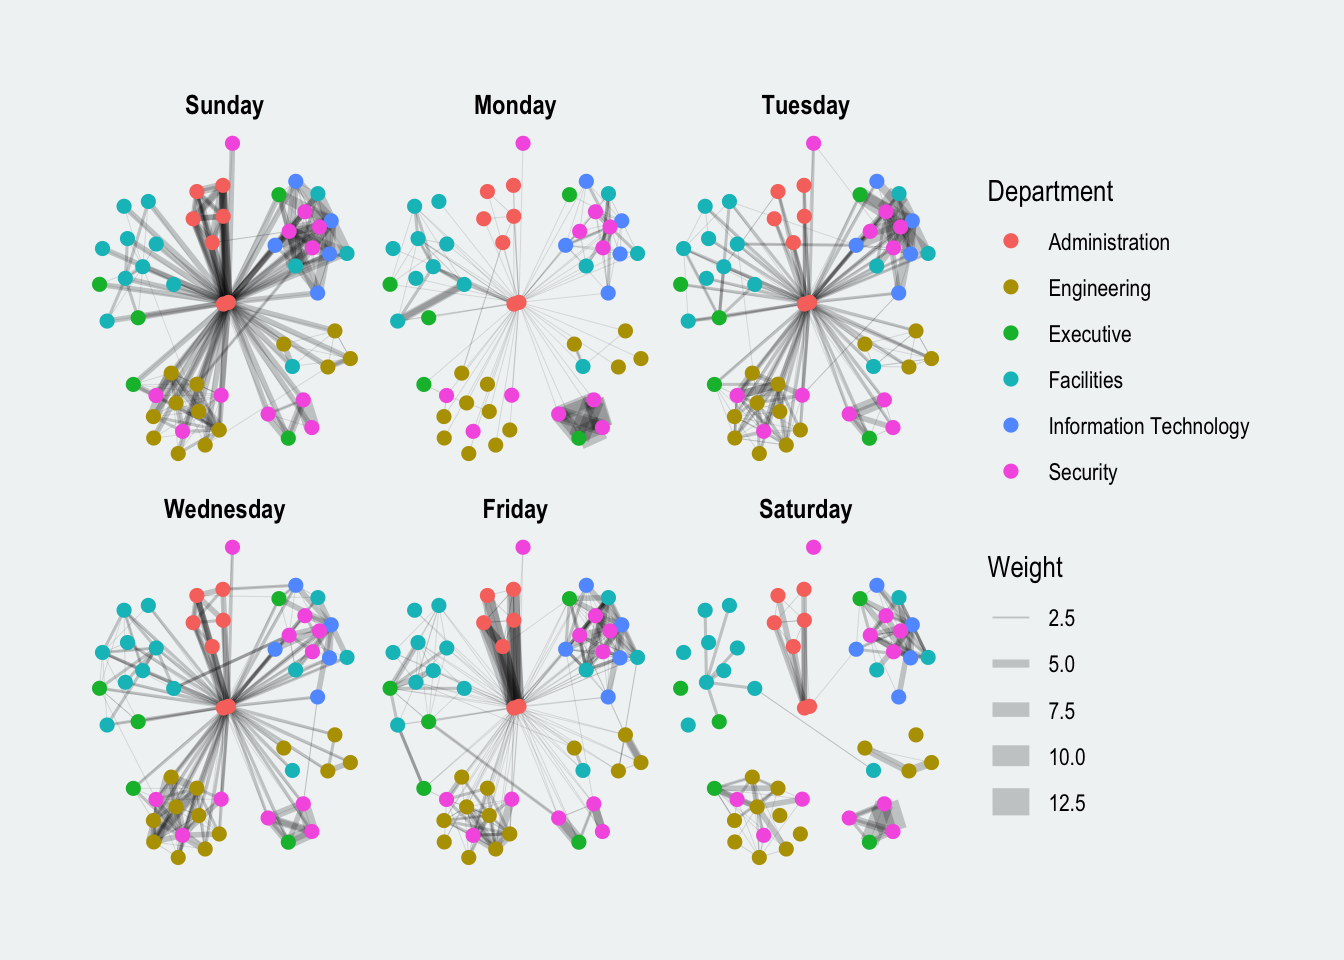 Sunday
Monday
Tuesday
Wednesday
Friday
Saturday
Department
Administration
Engineering
Executive
Facilities
Information Technology
Security
Weight
2.5
5.0
7.5
10.0
12.5